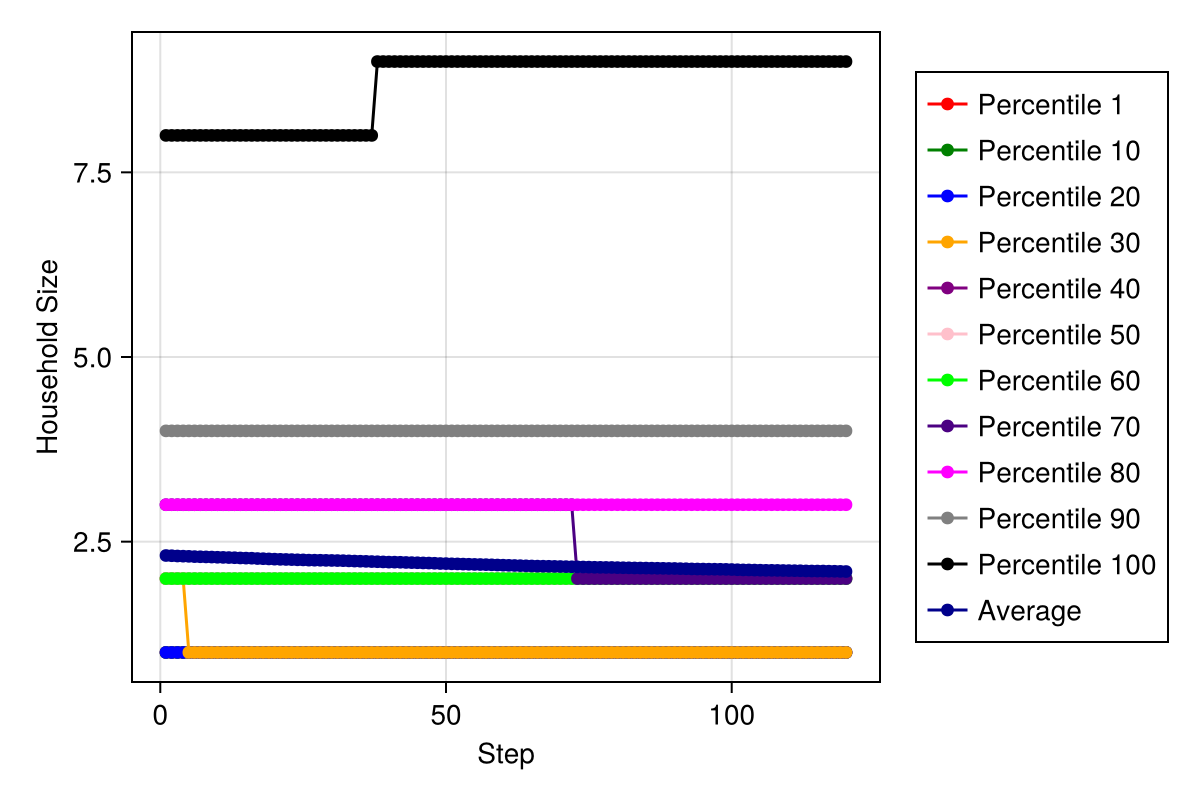 7.5
5.0
2.5
Household Size
0
50
100
Step
Percentile 1
Percentile 10
Percentile 20
Percentile 30
Percentile 40
Percentile 50
Percentile 60
Percentile 70
Percentile 80
Percentile 90
Percentile 100
Average